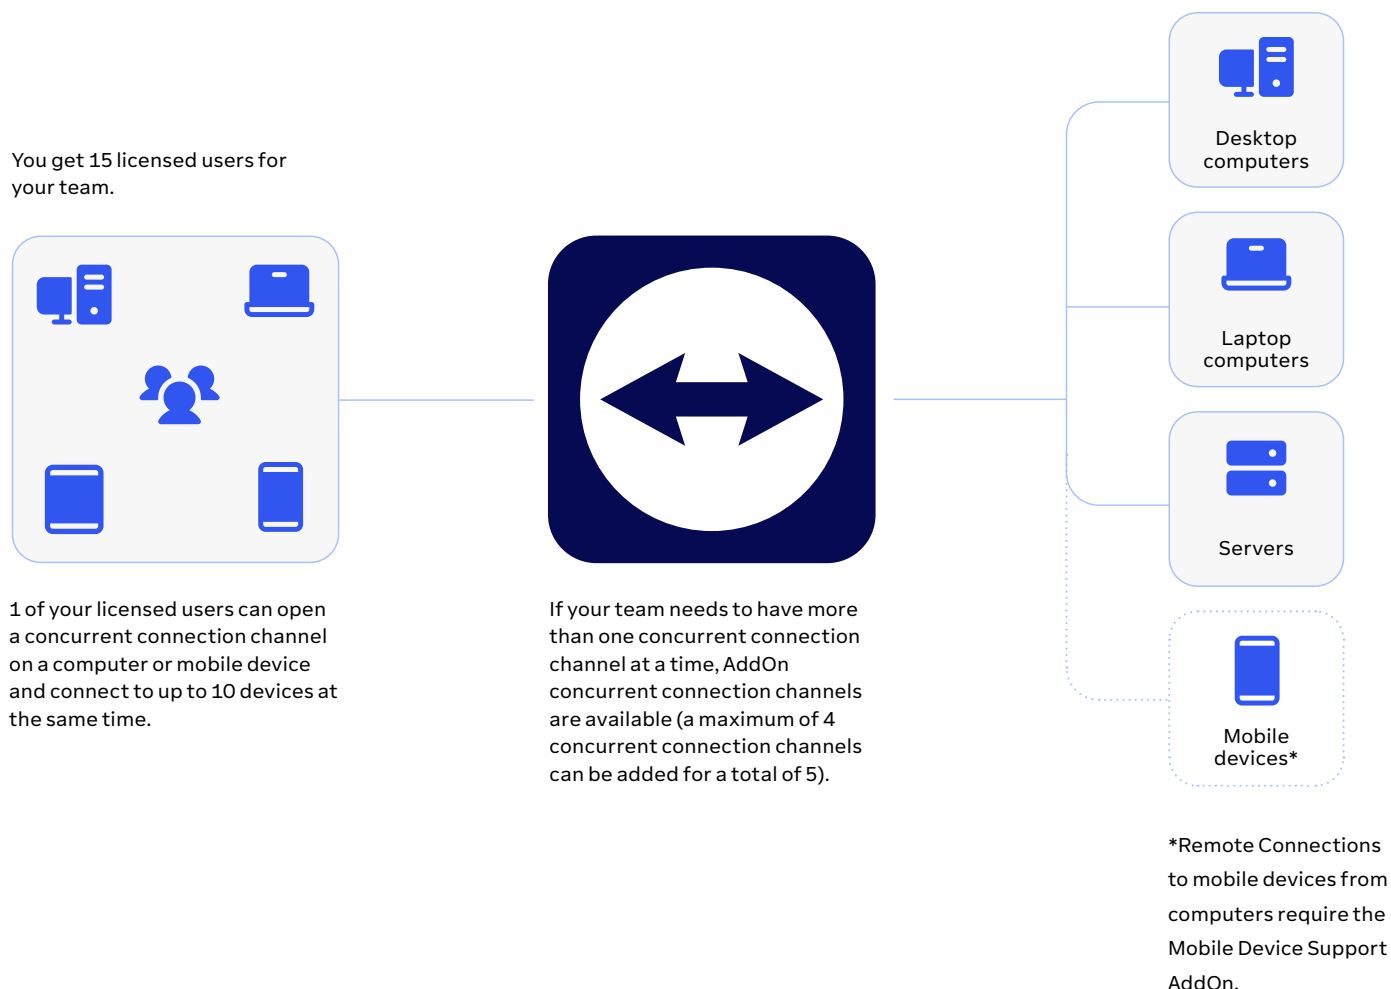 You get 15 licensed users for
your team.
1 of your licensed users can open
a concurrent connection channel
on a computer or mobile device
and connect to up to 10 devices at
the same time.
If your team needs to have more
than one concurrent connection
channel at a time, AddOn
concurrent connection channels
are available (a maximum of 4
concurrent connection channels
can be added for a total of 5).
Desktop
computers
Laptop
computers
Servers
Mobile
devices*
*Remote Connections
to mobile devices from
computers require the
Mobile Device Support
AddOn.